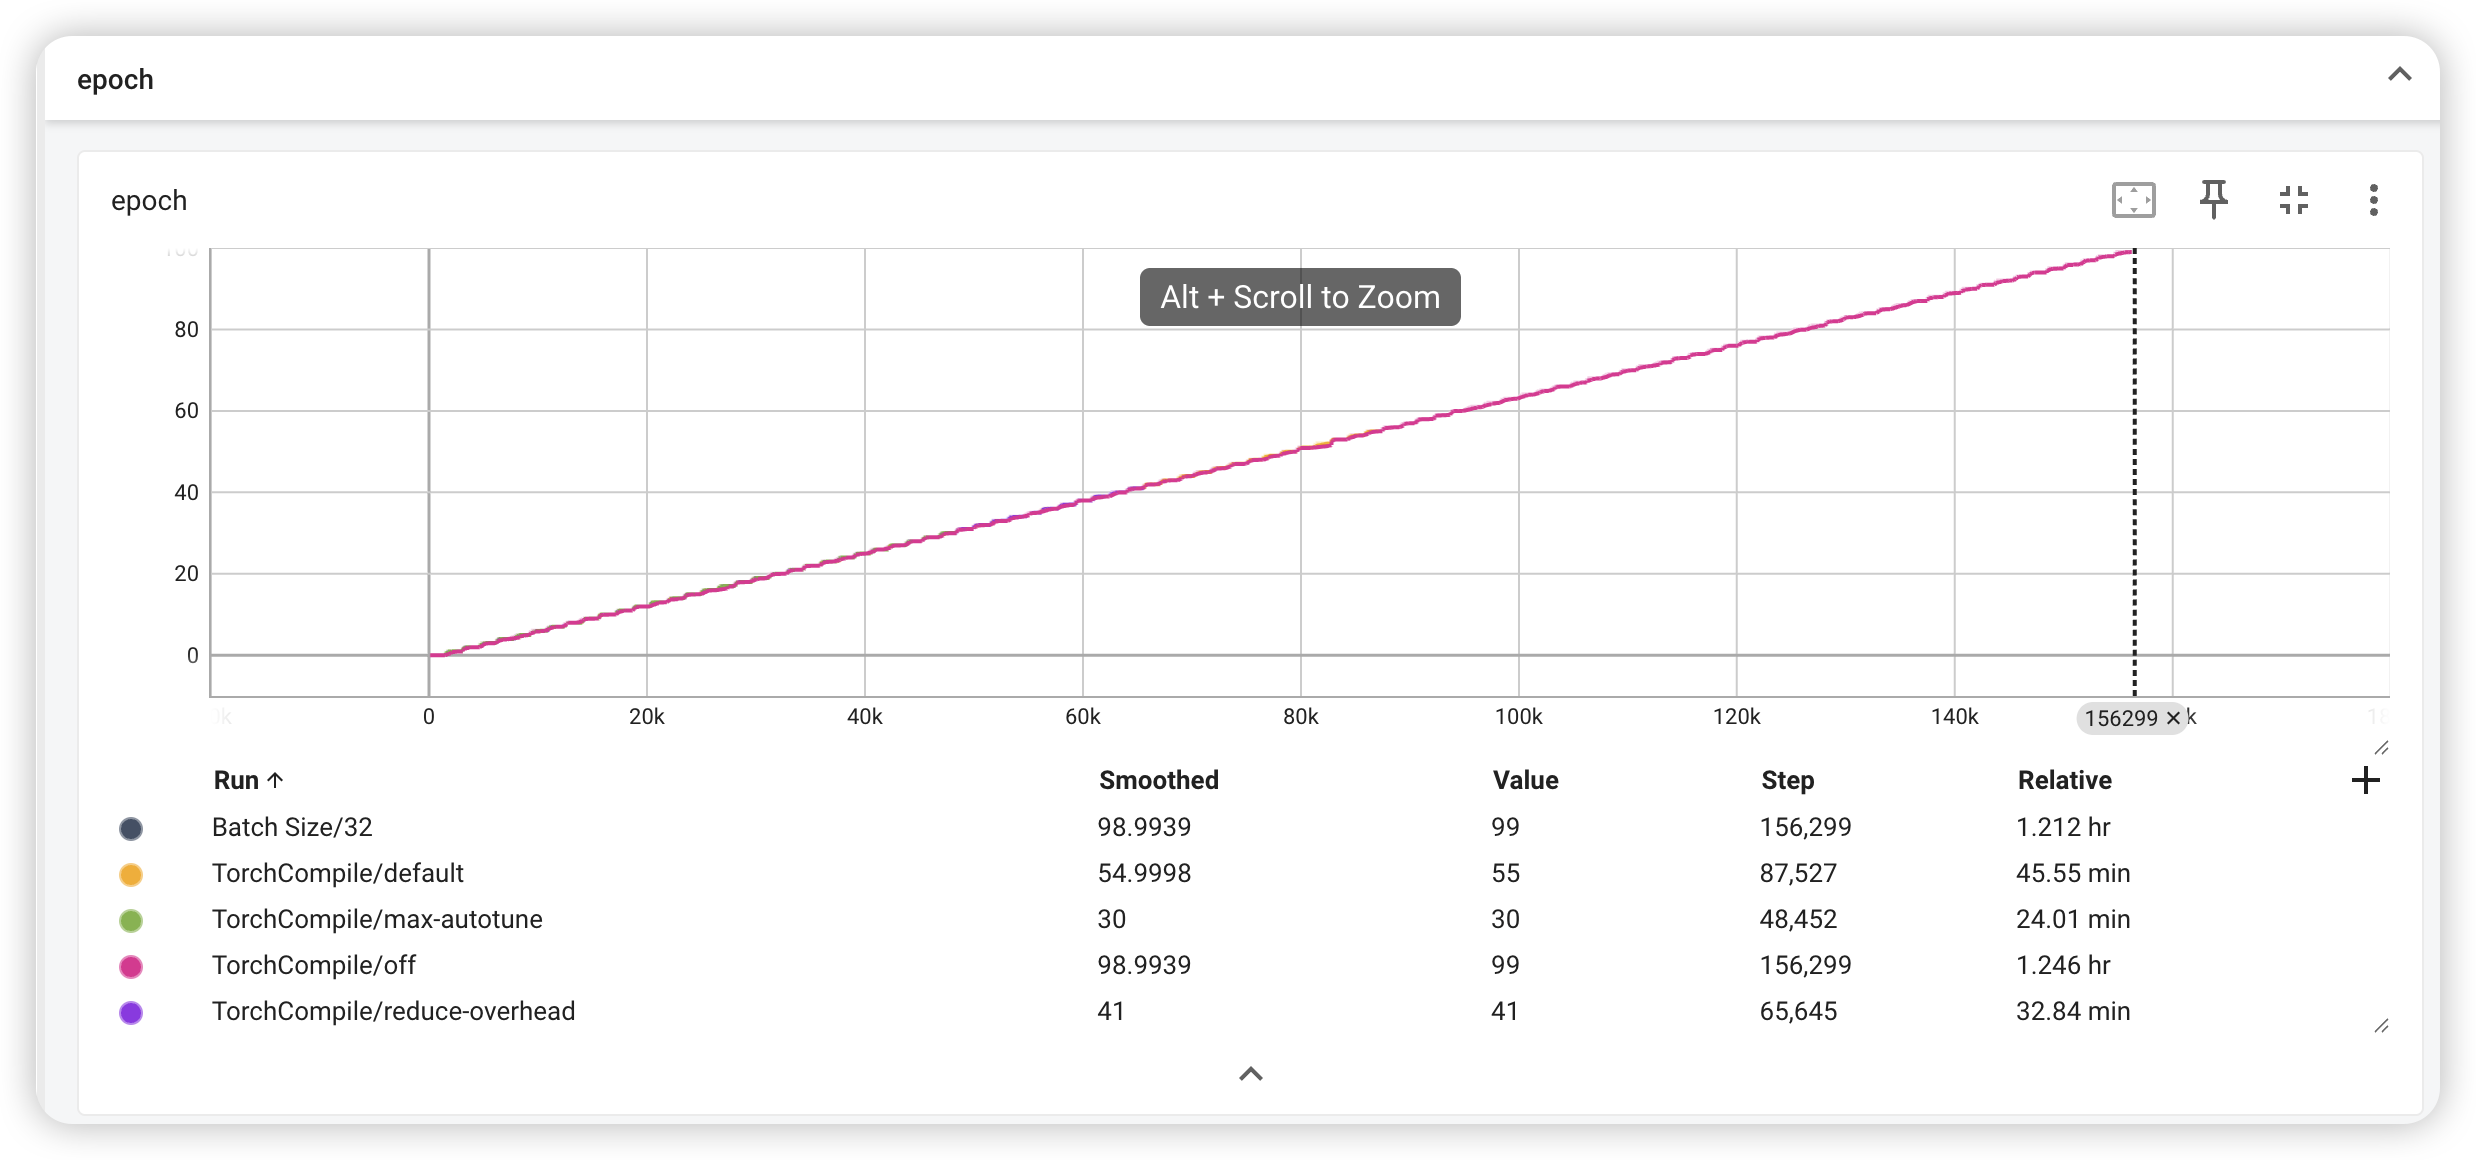 epoch
epoch
100
Alt + Scroll to Zoom
80
60
40
20
0
0 20k 40k 60k 80k 100k 120k 140k 156299 × k
Run ↑ Smoothed Value Step Relative +
Batch Size/32 98.9939 99 156,299 1.212 hr
TorchCompile/default 54.9998 55 87,527 45.55 min
TorchCompile/max-autotune 30 30 48,452 24.01 min
TorchCompile/off 98.9939 99 156,299 1.246 hr
TorchCompile/reduce-overhead 41 41 65,645 32.84 min